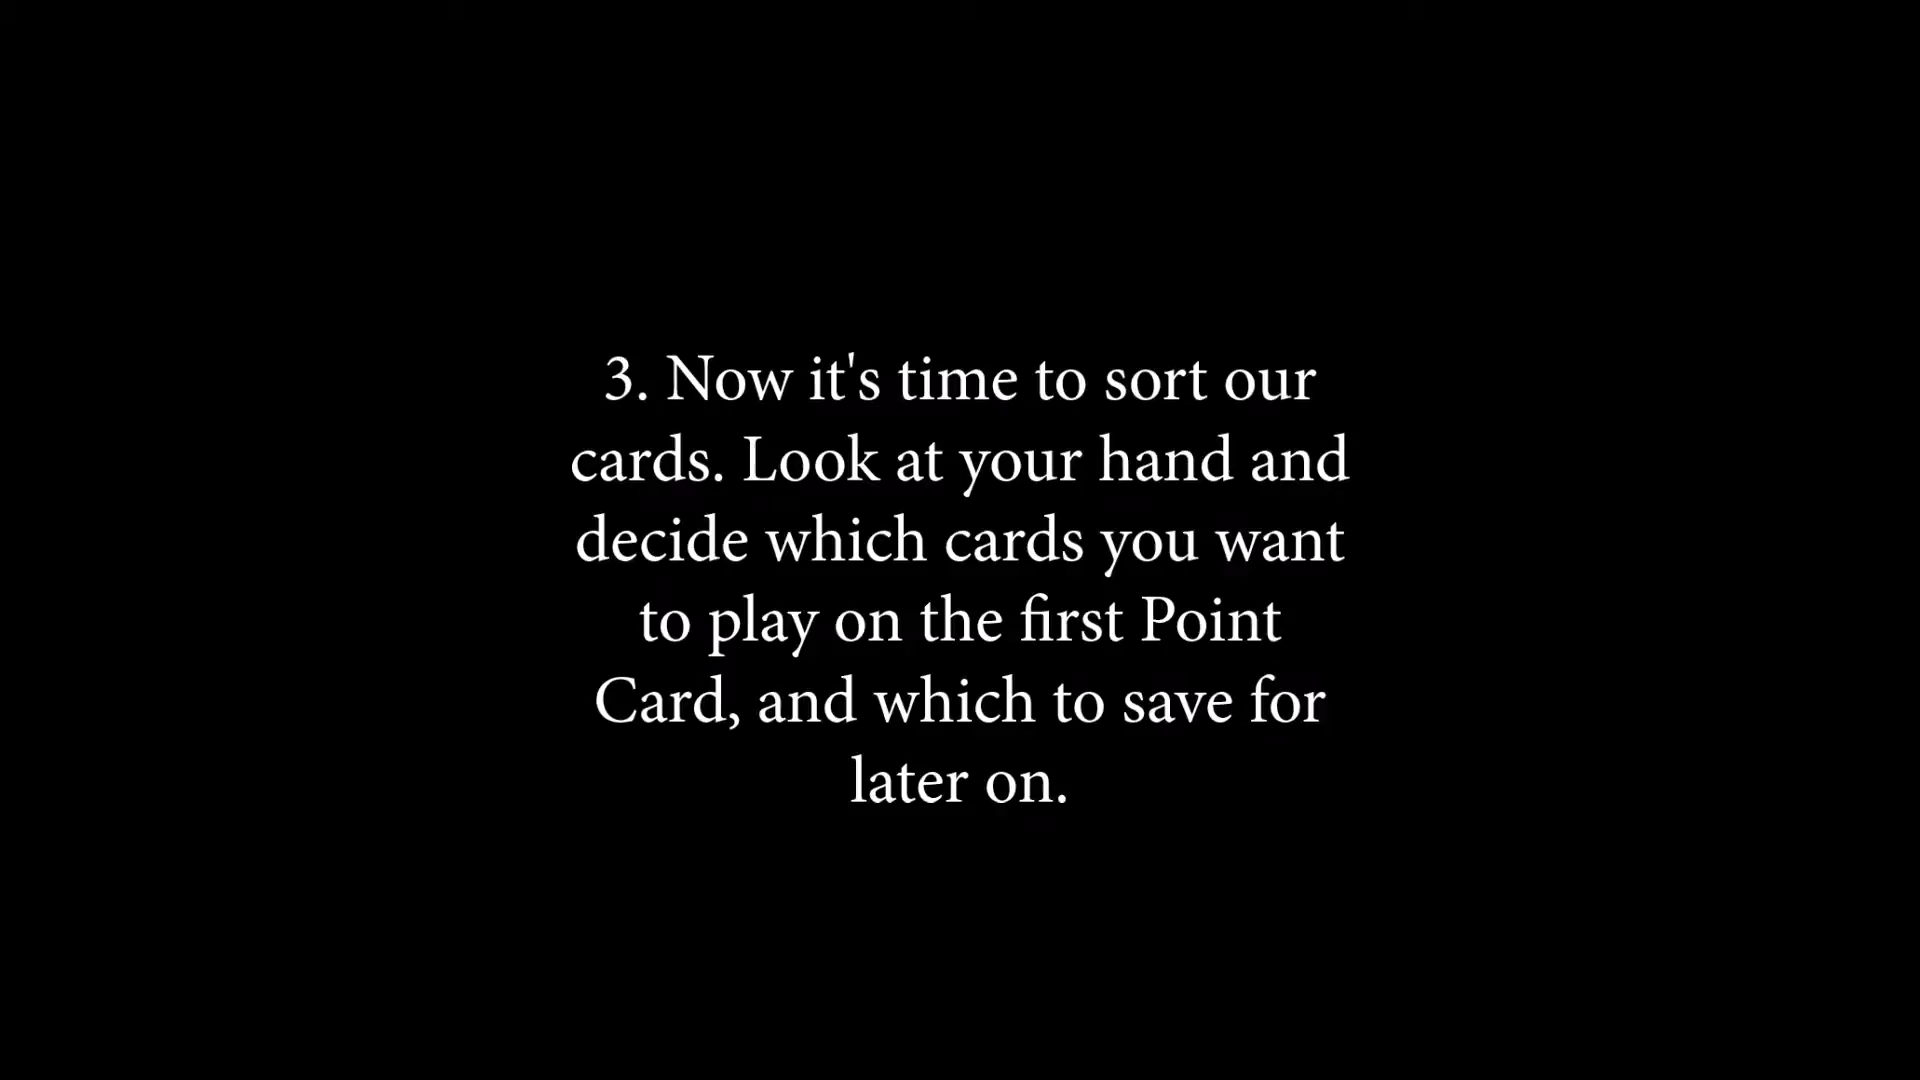 3. Now it's time to sort our
cards. Look at your hand and
decide which cards you want
to play on the first Point
Card, and which to save for
later on.